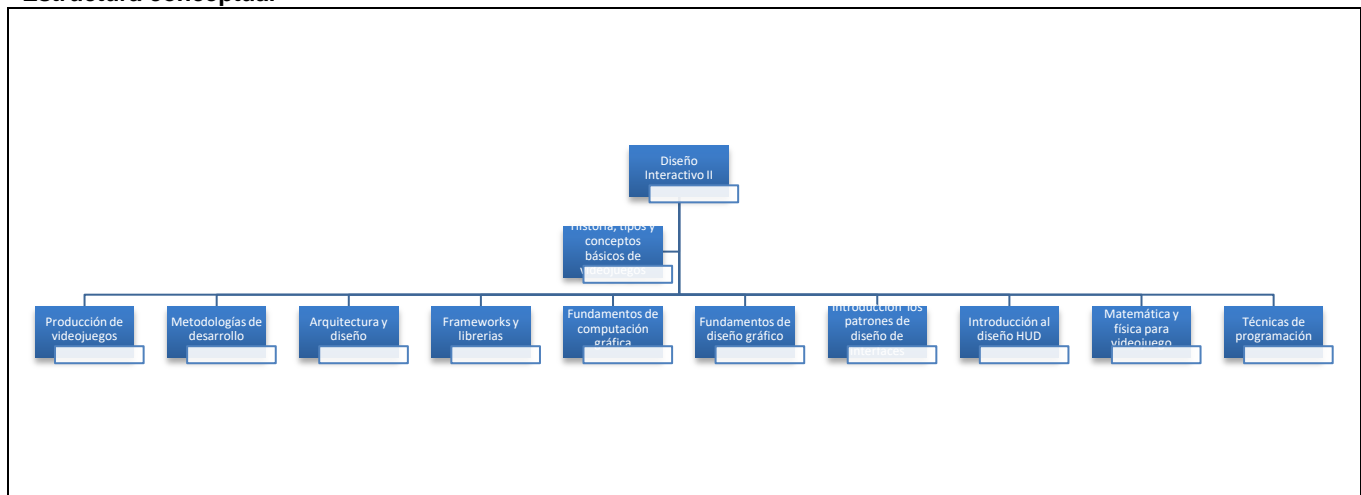 Estructura conceptual
Diseño
Interactivo II
Historia, tipos y
conceptos
básicos de
videojuegos
Producción de
videojuegos
Metodologías de
desarrollo
Arquitectura y
diseño
Frameworks y
librerias
Fundamentos de
computación
gráfica
Fundamentos de
diseño gráfico
Introducción los
patrones de
diseño de
interfaces
Introducción al
diseño HUD
Matemática y
física para
videojuego
Técnicas de
programación